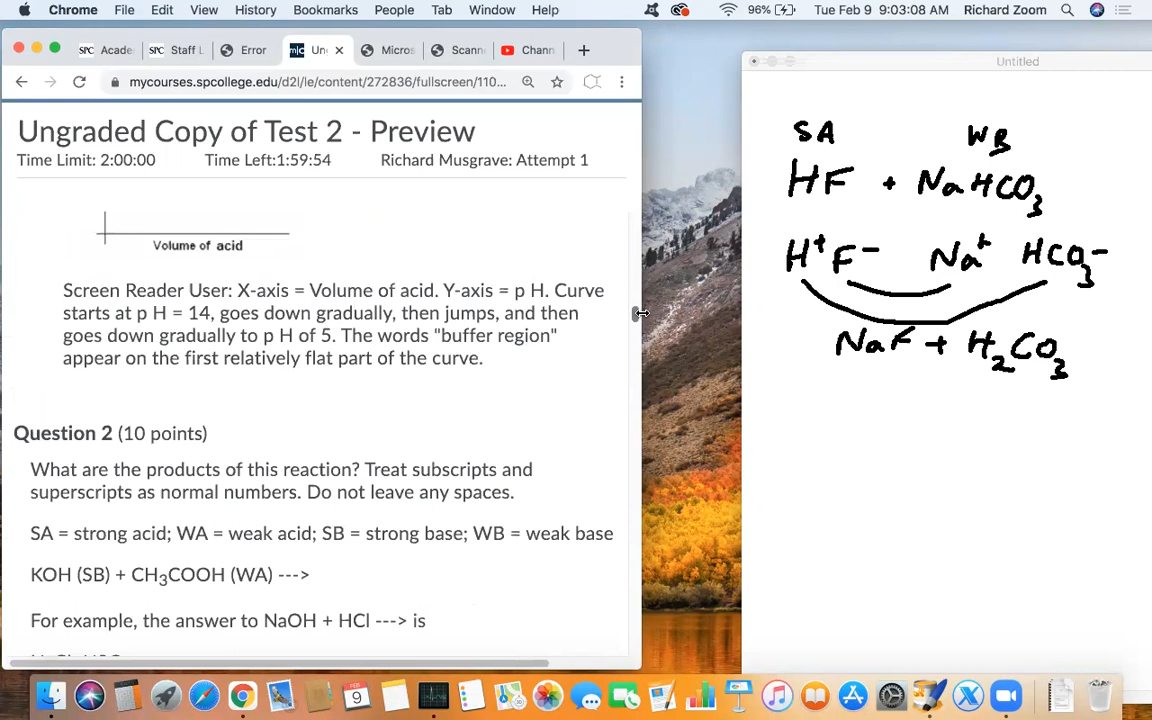 Chrome File Edit View History Bookmarks People Tab Window Help 96% Tue Feb 9 9:03:08 AM Richard Zoom
SPC Acade SPC Staff L Error Un Micros Scann Chann
mycourses.spcollege.edu/d2l/le/content/272836/fullscreen/110...
Untitled
Ungraded Copy of Test 2 - Preview
Time Limit: 2:00:00 Time Left:1:59:54 Richard Musgrave: Attempt 1
Volume of acid
Screen Reader User: X-axis = Volume of acid. Y-axis = p H. Curve
starts at p H = 14, goes down gradually, then jumps, and then
goes down gradually to p H of 5. The words "buffer region"
appear on the first relatively flat part of the curve.
Question 2 (10 points)
What are the products of this reaction? Treat subscripts and
superscripts as normal numbers. Do not leave any spaces.
SA = strong acid; WA = weak acid; SB = strong base; WB = weak base
KOH (SB) + CH₃COOH (WA) --->
For example, the answer to NaOH + HCl ---> is
SA WB
HF + NaHCO₃
H⁺F⁻ Na⁺ HCO₃⁻
NaF + H₂CO₃